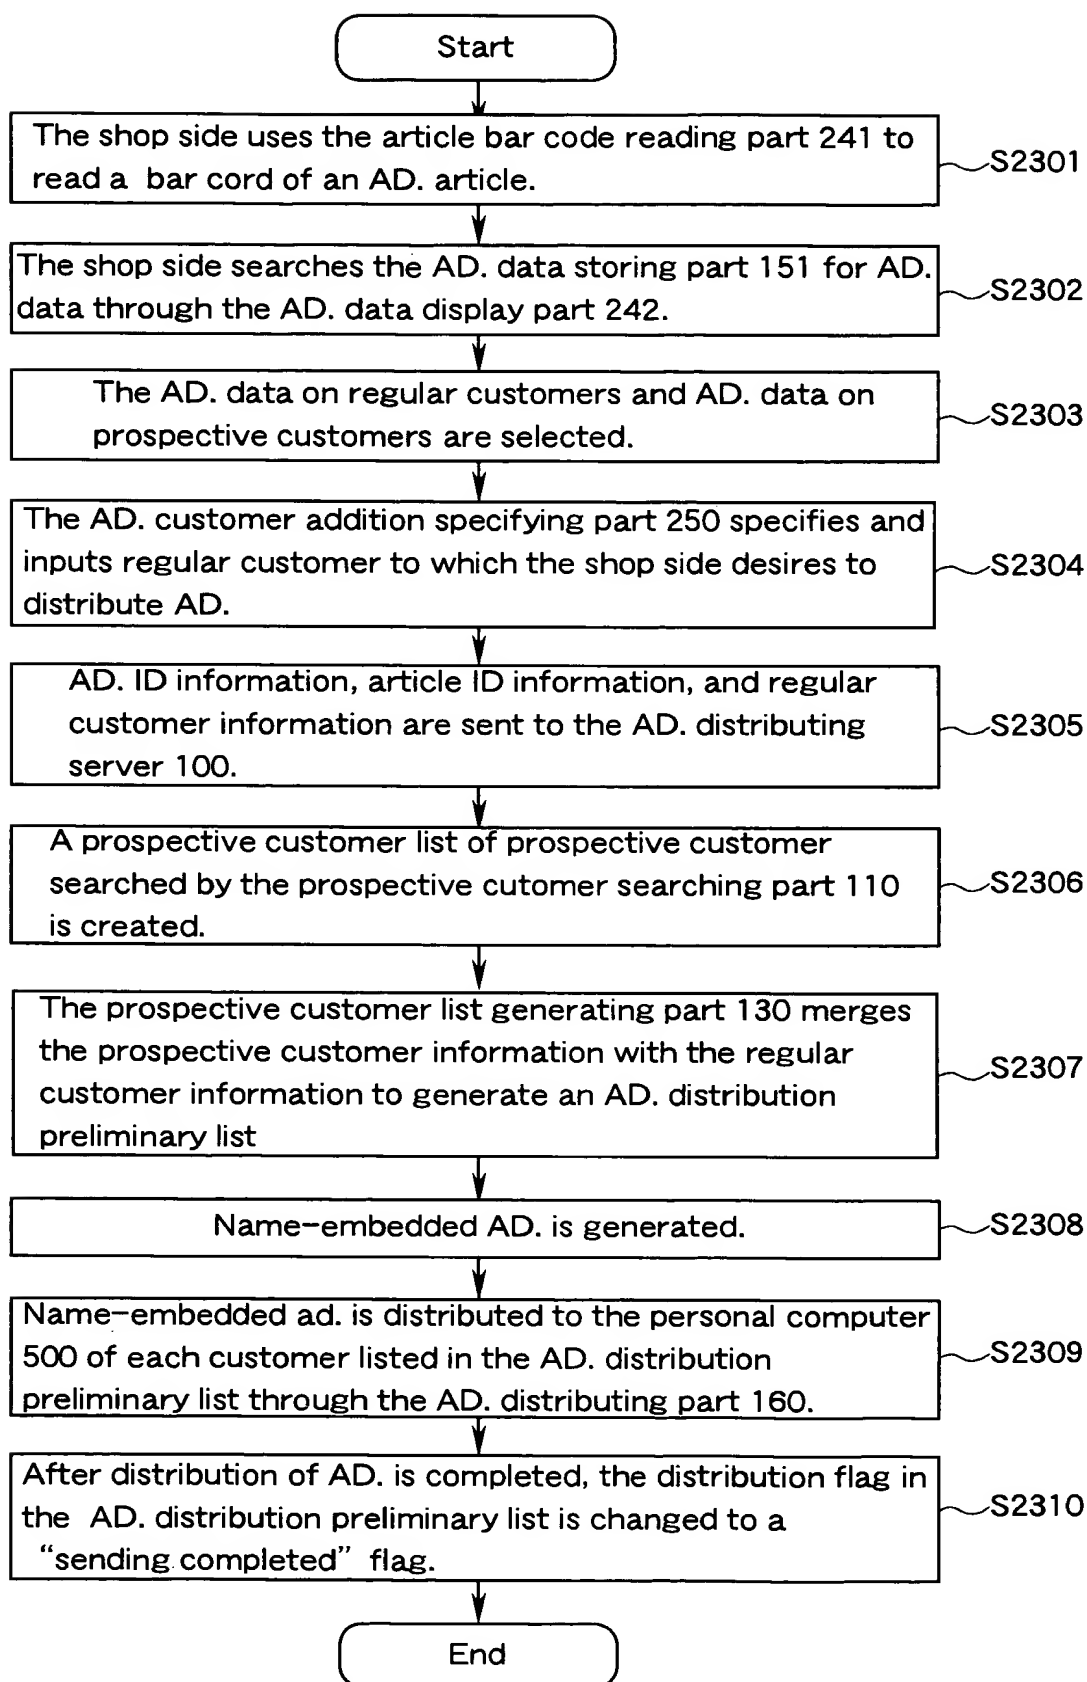 Start
The shop side uses the article bar code reading part 241 to
read a bar cord of an AD. article.
S2301
The shop side searches the AD. data storing part 151 for AD.
data through the AD. data display part 242.
S2302
The AD. data on regular customers and AD. data on
prospective customers are selected.
S2303
The AD. customer addition specifying part 250 specifies and
inputs regular customer to which the shop side desires to
distribute AD.
S2304
AD. ID information, article ID information, and regular
customer information are sent to the AD. distributing
server 100.
S2305
A prospective customer list of prospective customer
searched by the prospective cutomer searching part 110
is created.
S2306
The prospective customer list generating part 130 merges
the prospective customer information with the regular
customer information to generate an AD. distribution
preliminary list
S2307
Name-embedded AD. is generated.
S2308
Name-embedded ad. is distributed to the personal computer
500 of each customer listed in the AD. distribution
preliminary list through the AD. distributing part 160.
S2309
After distribution of AD. is completed, the distribution flag in
the AD. distribution preliminary list is changed to a
“sending completed” flag.
S2310
End